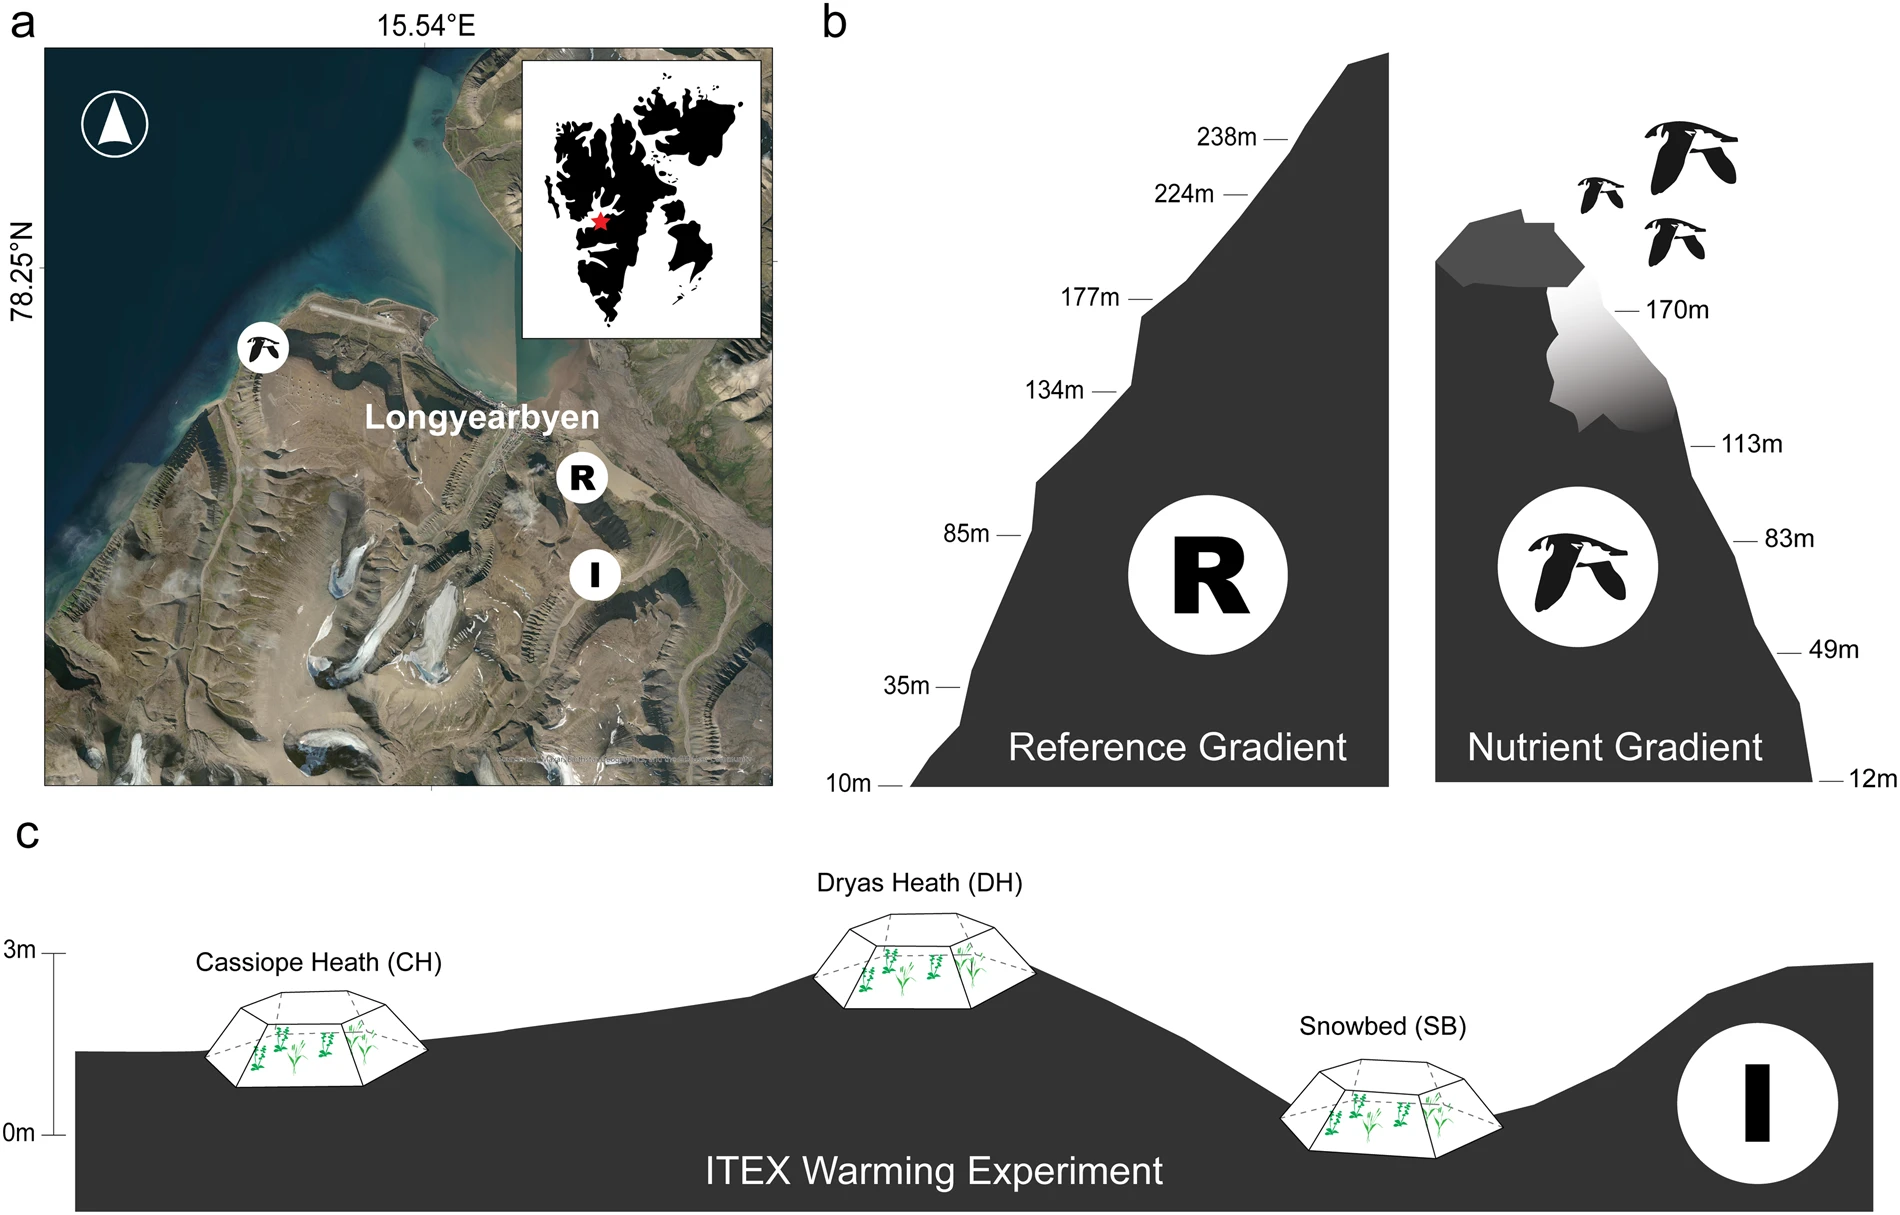 a
15.54°E
78.25°N
Longyearbyen
R
I
b
238m
224m
177m
134m
85m
35m
10m
R
Reference Gradient
170m
113m
83m
49m
12m
Nutrient Gradient
c
3m
0m
Cassiope Heath (CH)
Dryas Heath (DH)
Snowbed (SB)
ITEX Warming Experiment
I